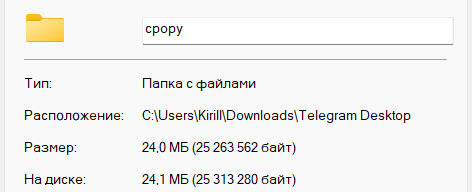 cpopy
Тип: Папка с файлами
Расположение: C:\Users\Kirill\Downloads\Telegram Desktop
Размер: 24,0 МБ (25 263 562 байт)
На диске: 24,1 МБ (25 313 280 байт)